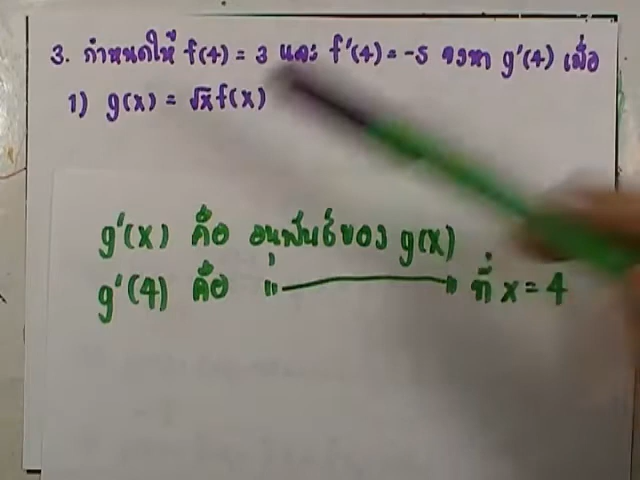 3. กำหนดให้ f(4) = 3 และ f'(4) = -5 จงหา g'(4) เมื่อ
1) g(x) = √x f(x)
g'(x) คือ อนุพันธ์ของ g(x)
g'(4) คือ " ——— " ที่ x = 4